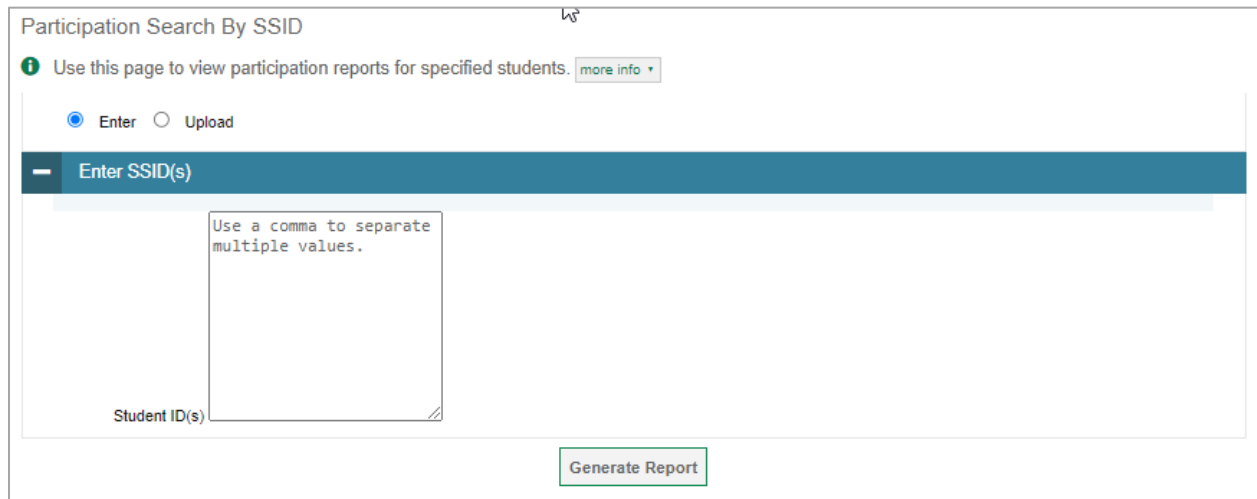 Participation Search By SSID
Use this page to view participation reports for specified students. more info
Enter Upload
Enter SSID(s)
Use a comma to separate
multiple values.
Student ID(s)
Generate Report